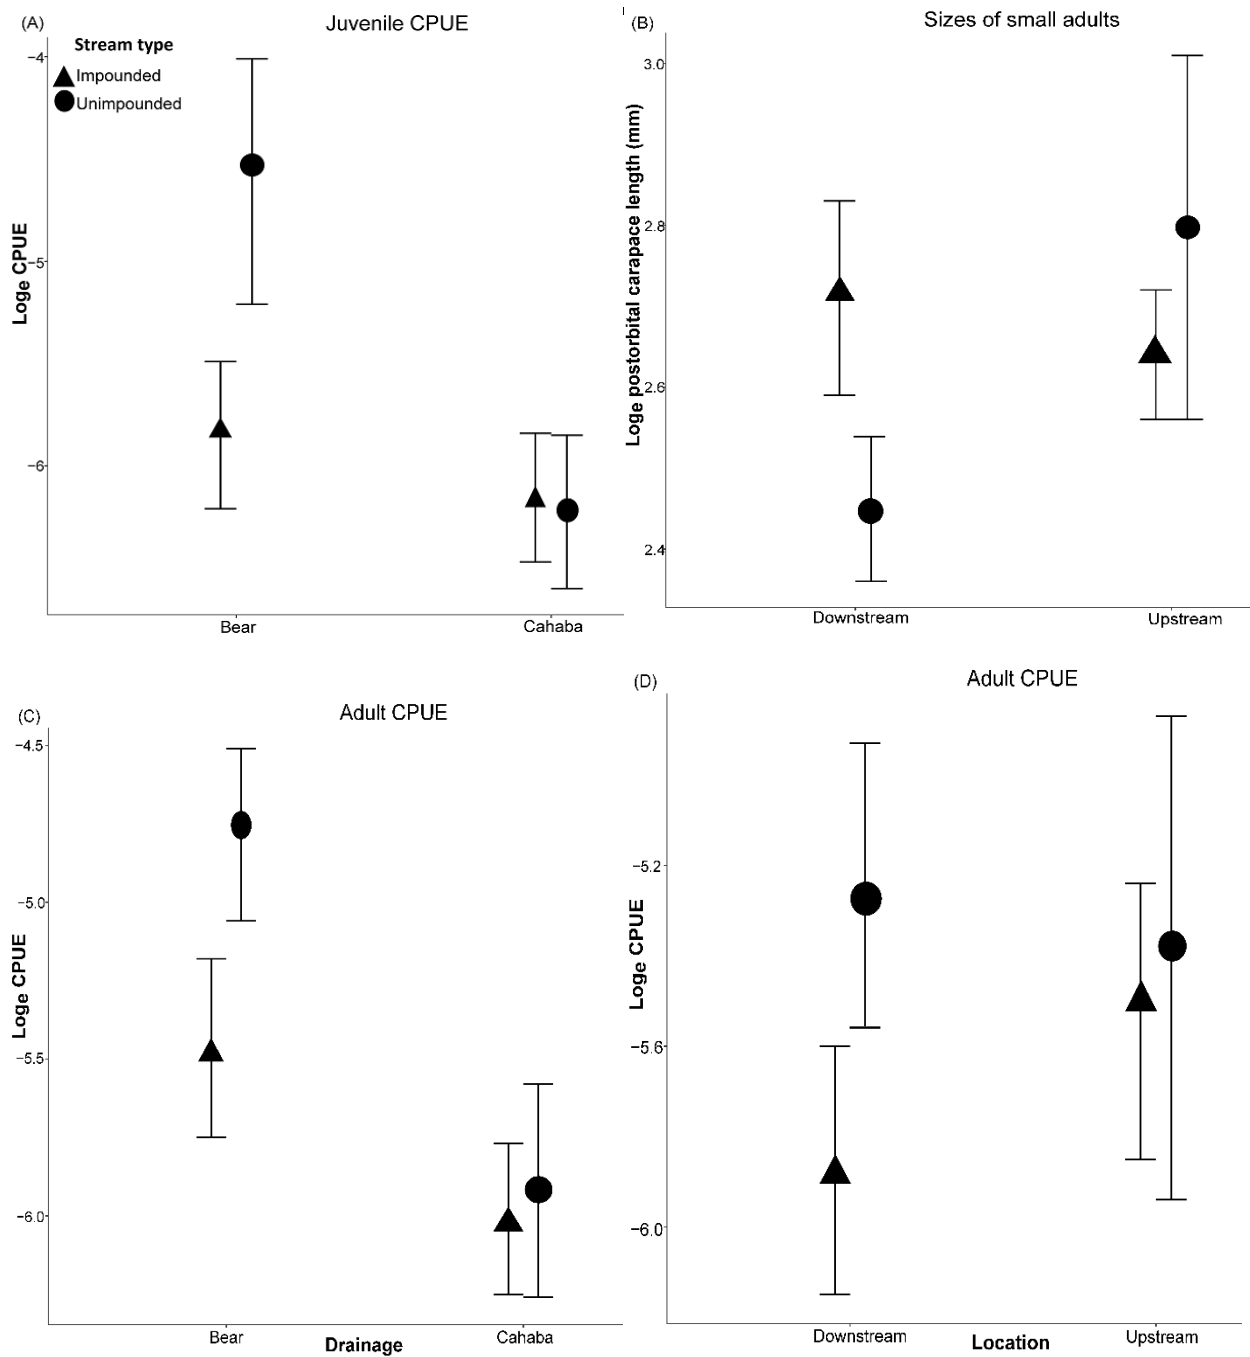 (A)
Juvenile CPUE
Stream type
Impounded
Unimpounded
Loge CPUE
−4
−5
−6
Bear
Cahaba
(B)
Sizes of small adults
Loge postorbital carapace length (mm)
3.0
2.8
2.6
2.4
Downstream
Upstream
(C)
Adult CPUE
Loge CPUE
−4.5
−5.0
−5.5
−6.0
Bear
Drainage
Cahaba
(D)
Adult CPUE
Loge CPUE
−5.2
−5.6
−6.0
Downstream
Location
Upstream